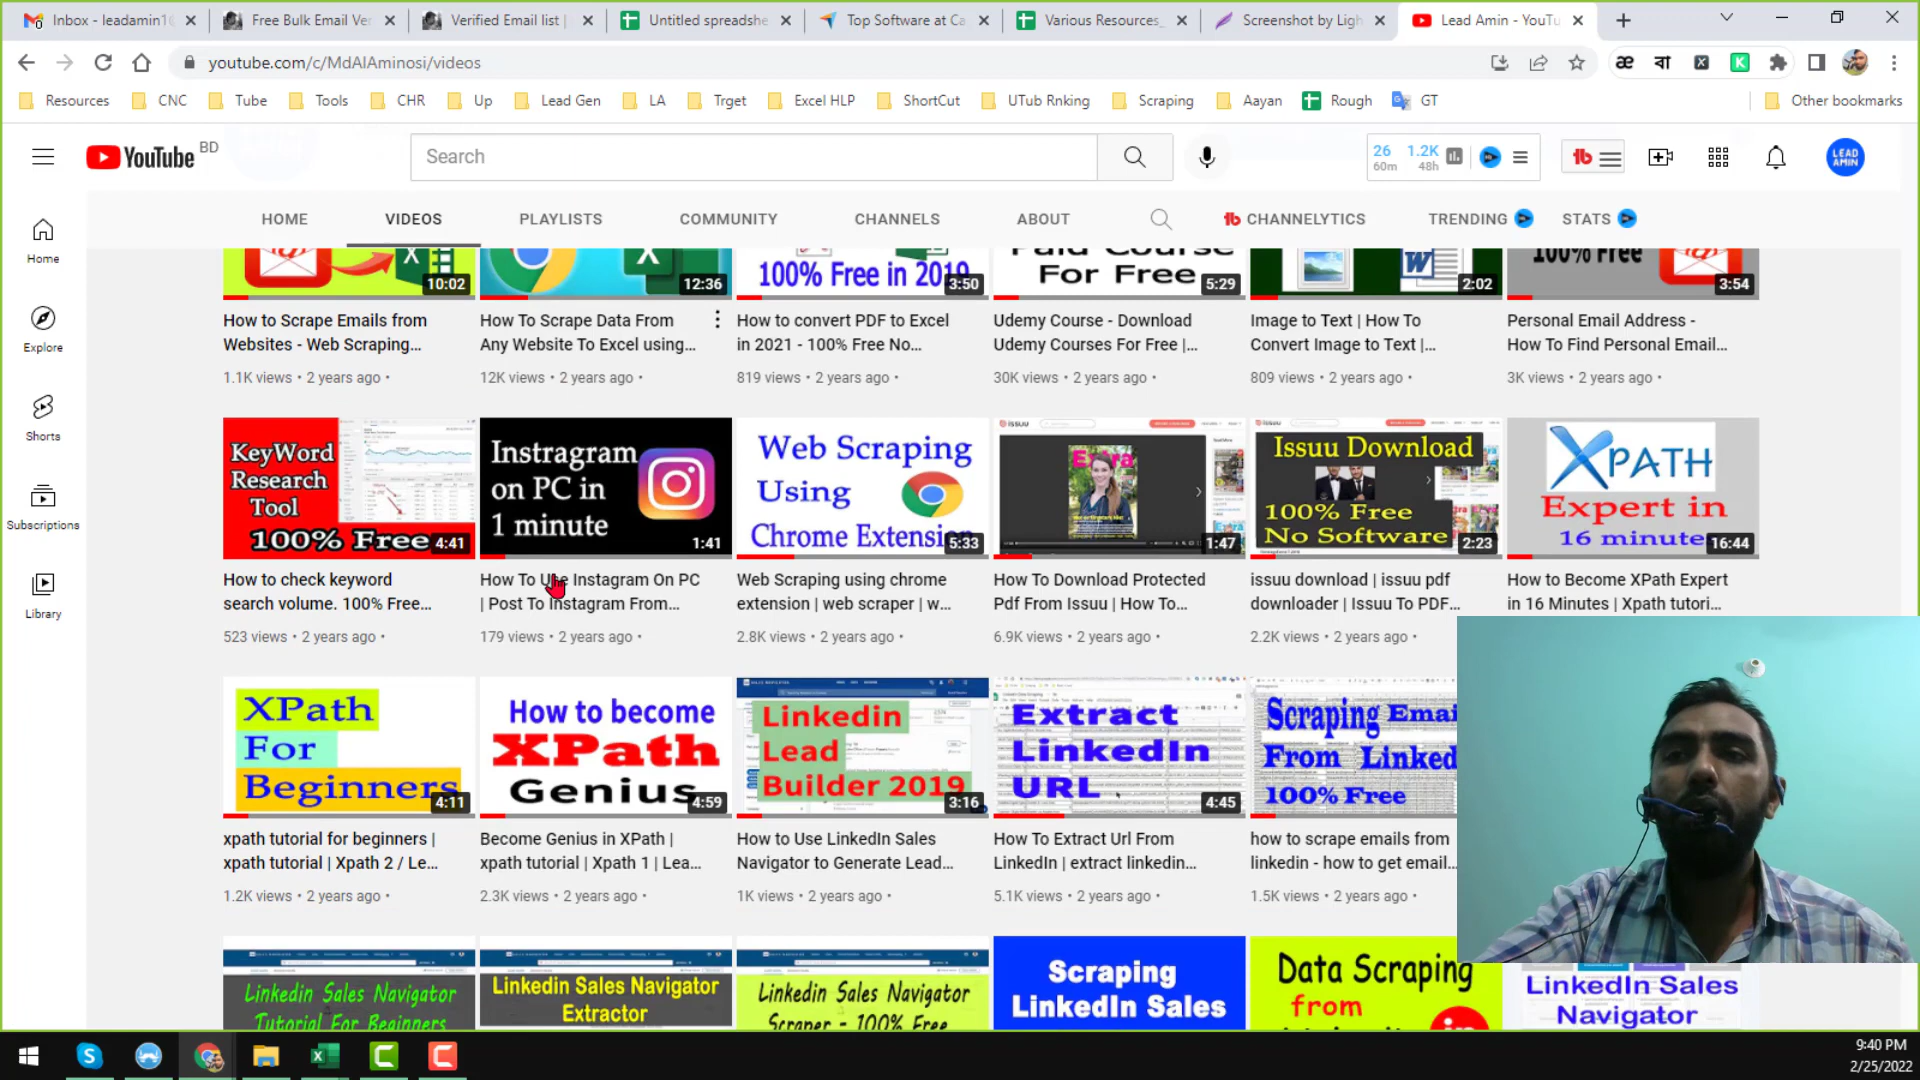 Inbox - leadamin1
Free Bulk Email Ver
Verified Email list |
Untitled spreadshe
Top Software at Ca
Various Resources_
Screenshot by Ligh
Lead Amin - YouTu
youtube.com/c/MdAlAminosi/videos
Resources
CNC
Tube
Tools
CHR
Up
Lead Gen
LA
Trget
Excel HLP
ShortCut
UTub Rnking
Scraping
Aayan
Rough
GT
Other bookmarks
YouTube BD
Search
26
60m
1.2K
48h
LEAD
AMIN
HOME
VIDEOS
PLAYLISTS
COMMUNITY
CHANNELS
ABOUT
CHANNELYTICS
TRENDING
STATS
Home
Explore
Shorts
Subscriptions
Library
10:02
12:36
100% Free in 2019
3:50
Paid Course
For Free
5:29
2:02
100% Free
3:54
How to Scrape Emails from
Websites - Web Scraping...
1.1K views • 2 years ago •
How To Scrape Data From
Any Website To Excel using...
12K views • 2 years ago •
How to convert PDF to Excel
in 2021 - 100% Free No...
819 views • 2 years ago •
Udemy Course - Download
Udemy Courses For Free |...
30K views • 2 years ago •
Image to Text | How To
Convert Image to Text |...
809 views • 2 years ago •
Personal Email Address -
How To Find Personal Email...
3K views • 2 years ago •
KeyWord
Research
Tool
100% Free
4:41
Instragram
on PC in
1 minute
1:41
Web Scraping
Using
Chrome Extension
5:33
issuu
1:47
issuu
Issuu Download
100% Free
No Software
2:23
XPATH
Expert in
16 minute
16:44
How to check keyword
search volume. 100% Free...
523 views • 2 years ago •
How To Use Instagram On PC
| Post To Instagram From...
179 views • 2 years ago •
Web Scraping using chrome
extension | web scraper | w...
2.8K views • 2 years ago •
How To Download Protected
Pdf From Issuu | How To...
6.9K views • 2 years ago •
issuu download | issuu pdf
downloader | Issuu To PDF...
2.2K views • 2 years ago •
How to Become XPath Expert
in 16 Minutes | Xpath tutori...
XPath
For
Beginners
4:11
How to become
XPath
Genius
4:59
Linkedin
Lead
Builder 2019
3:16
Extract
LinkedIn
URL
4:45
Scraping Emai
From Linked
100% Free
xpath tutorial for beginners |
xpath tutorial | Xpath 2 / Le...
1.2K views • 2 years ago •
Become Genius in XPath |
xpath tutorial | Xpath 1 | Lea...
2.3K views • 2 years ago •
How to Use LinkedIn Sales
Navigator to Generate Lead...
1K views • 2 years ago •
How To Extract Url From
LinkedIn | extract linkedin...
5.1K views • 2 years ago •
how to scrape emails from
linkedin - how to get email...
1.5K views • 2 years ago •
Linkedin Sales Navigator
Tutorial For Beginners
Linkedin Sales Navigator
Extractor
Linkedin Sales Navigator
Scraper - 100% Free
Scraping
LinkedIn Sales
Data Scraping
from
LinkedIn Sales
Navigator
9:40 PM
2/25/2022